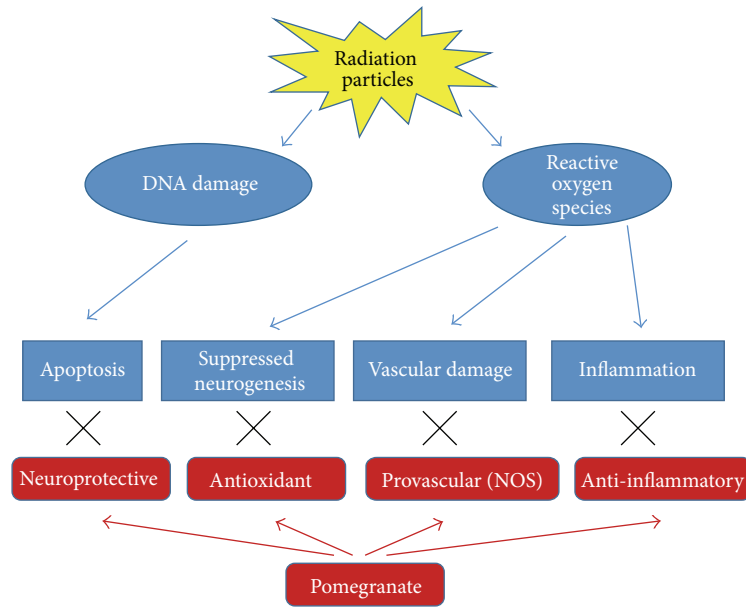 Radiation
particles
DNA damage
Reactive
oxygen
species
Apoptosis
Suppressed
neurogenesis
Vascular damage
Inflammation
Neuroprotective
Antioxidant
Provascular (NOS)
Anti-inflammatory
Pomegranate